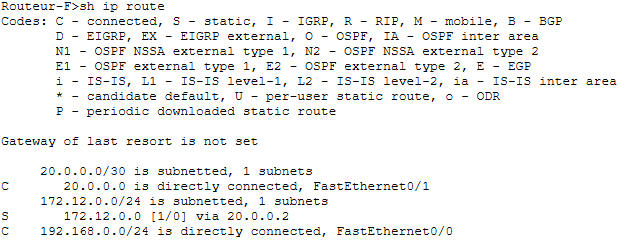 Routeur-F>sh ip route
Codes: C - connected, S - static, I - IGRP, R - RIP, M - mobile, B - BGP
       D - EIGRP, EX - EIGRP external, O - OSPF, IA - OSPF inter area
       N1 - OSPF NSSA external type 1, N2 - OSPF NSSA external type 2
       E1 - OSPF external type 1, E2 - OSPF external type 2, E - EGP
       i - IS-IS, L1 - IS-IS level-1, L2 - IS-IS level-2, ia - IS-IS inter area
       * - candidate default, U - per-user static route, o - ODR
       P - periodic downloaded static route
Gateway of last resort is not set
     20.0.0.0/30 is subnetted, 1 subnets
C       20.0.0.0 is directly connected, FastEthernet0/1
     172.12.0.0/24 is subnetted, 1 subnets
S       172.12.0.0 [1/0] via 20.0.0.2
C    192.168.0.0/24 is directly connected, FastEthernet0/0